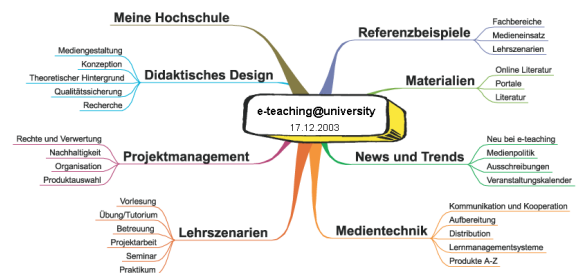 Meine Hochschule
Didaktisches Design
Mediengestaltung
Konzeption
Theoretischer Hintergrund
Qualitätssicherung
Recherche
Projektmanagement
Rechte und Verwertung
Nachhaltigkeit
Organisation
Produktauswahl
Lehrszenarien
Vorlesung
Übung/Tutorium
Betreuung
Projektarbeit
Seminar
Praktikum
e-teaching@university
17.12.2003
Referenzbeispiele
Fachbereiche
Medieneinsatz
Lehrszenarien
Materialien
Online Literatur
Portale
Literatur
News und Trends
Neu bei e-teaching
Medienpolitik
Ausschreibungen
Veranstaltungskalender
Medientechnik
Kommunikation und Kooperation
Aufbereitung
Distribution
Lernmanagementsysteme
Produkte A-Z